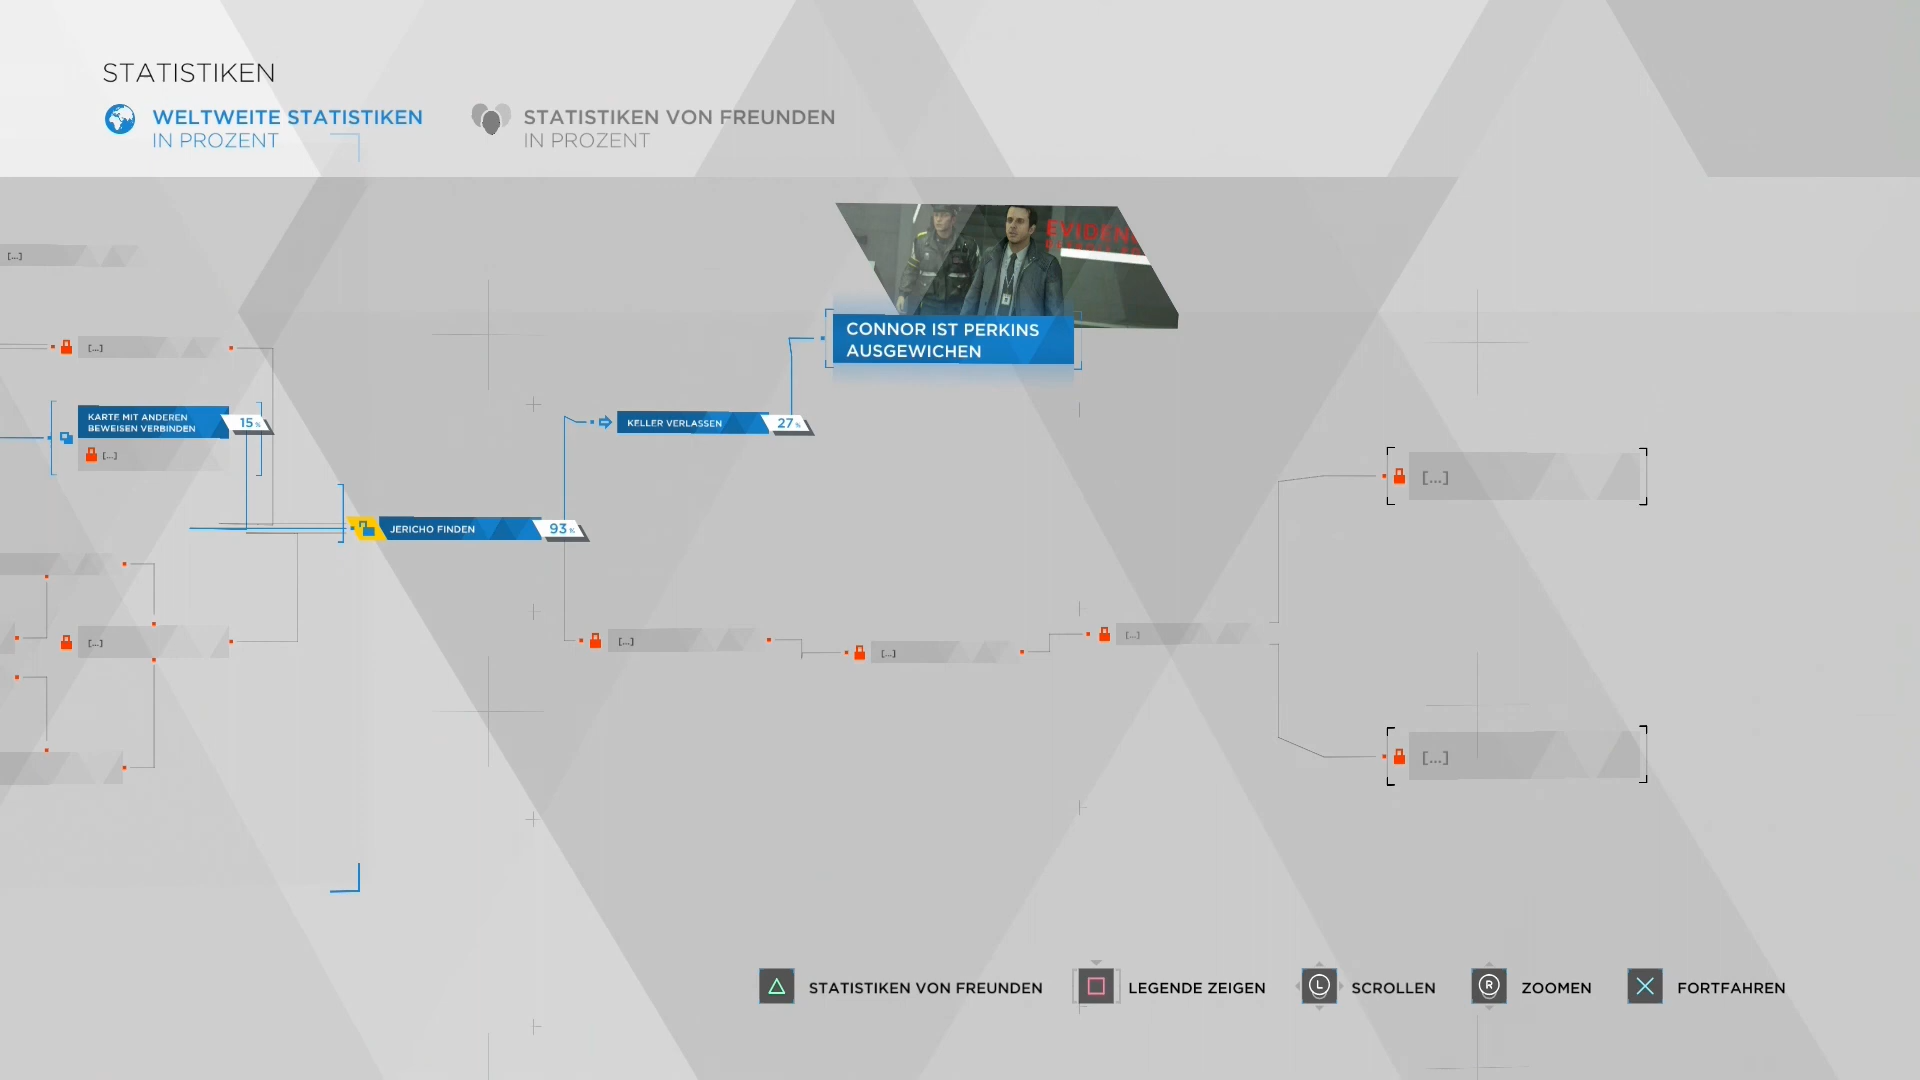 STATISTIKEN
WELTWEITE STATISTIKEN
IN PROZENT
STATISTIKEN VON FREUNDEN
IN PROZENT
[...]
CONNOR IST PERKINS
AUSGEWICHEN
[...]
KARTE MIT ANDEREN
BEWEISEN VERBINDEN
15%
[...]
KELLER VERLASSEN
27%
JERICHO FINDEN
93%
[...]
[...]
[...]
[...]
[...]
[...]
STATISTIKEN VON FREUNDEN
LEGENDE ZEIGEN
L
SCROLLEN
R
ZOOMEN
FORTFAHREN